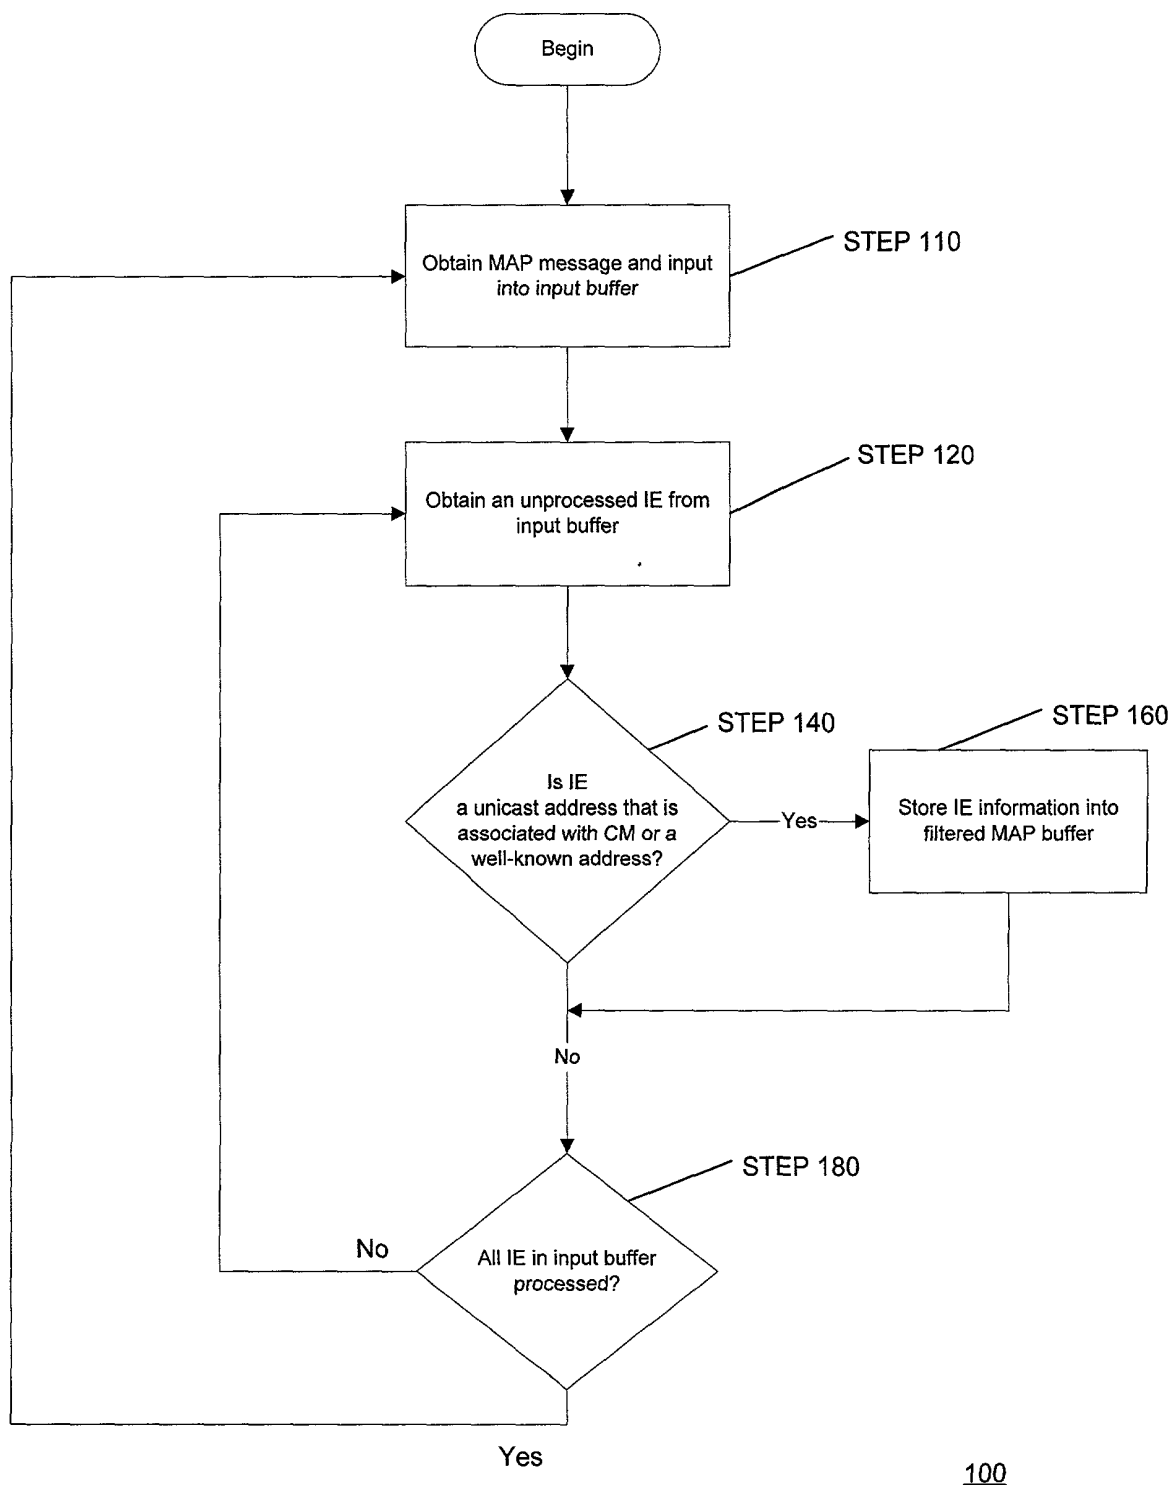 Begin
STEP 110
Obtain MAP message and input
into input buffer
STEP 120
Obtain an unprocessed IE from
input buffer
STEP 140
STEP 160
Is IE
a unicast address that is
associated with CM or a
well-known address?
Yes
Store IE information into
filtered MAP buffer
No
STEP 180
No
All IE in input buffer
processed?
Yes
100